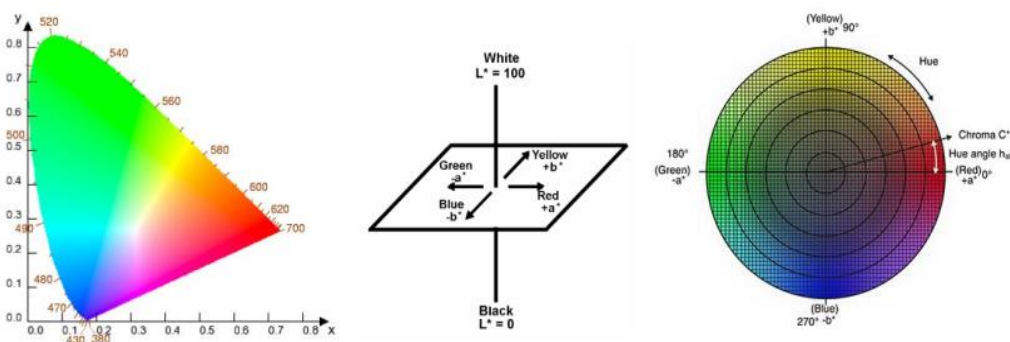 y
0.8
0.7
0.6
0.5
0.4
0.3
0.2
0.1
0.0
520
540
560
580
600
620
700
500
490
480
470
430 380
0.0 0.1 0.2 0.3 0.4 0.5 0.6 0.7 0.8 x
White
L* = 100
Yellow
+b*
Green
-a*
Red
+a*
Blue
-b*
Black
L* = 0
(Yellow)
+b* 90°
Hue
Chroma C*
Hue angle
180°
(Green)
-a*
(Red) 0°
+a*
(Blue)
270° -b*